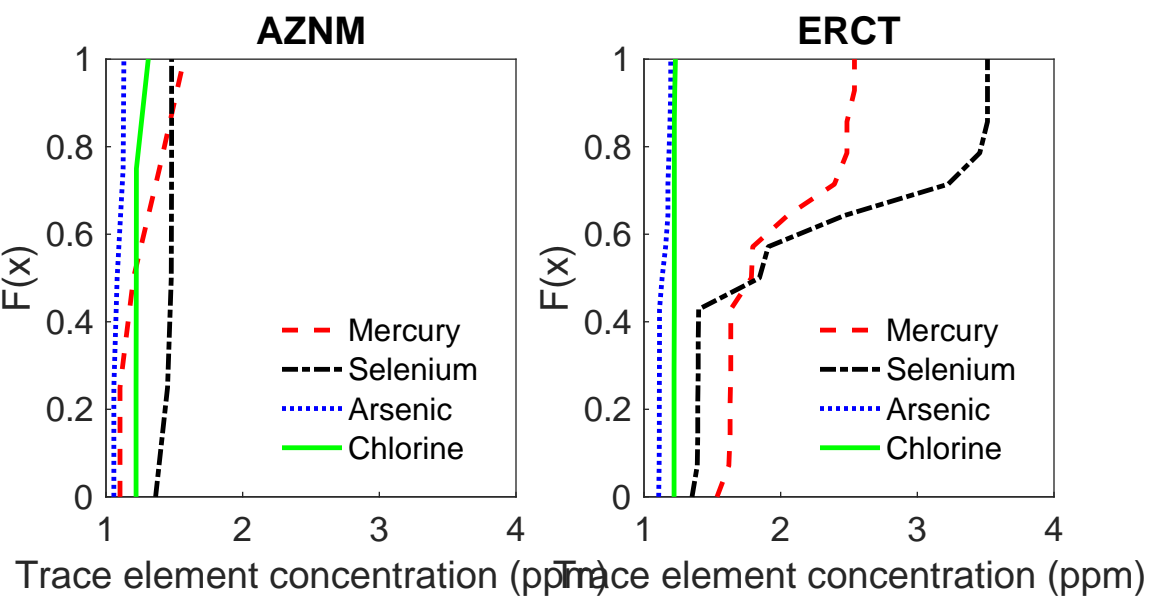 AZNM
F(x)
1
0.8
0.6
0.4
0.2
0
1 2 3 4
Mercury
Selenium
Arsenic
Chlorine
Trace element concentration (ppm)
ERCT
F(x)
1
0.8
0.6
0.4
0.2
0
1 2 3 4
Mercury
Selenium
Arsenic
Chlorine
Trace element concentration (ppm)